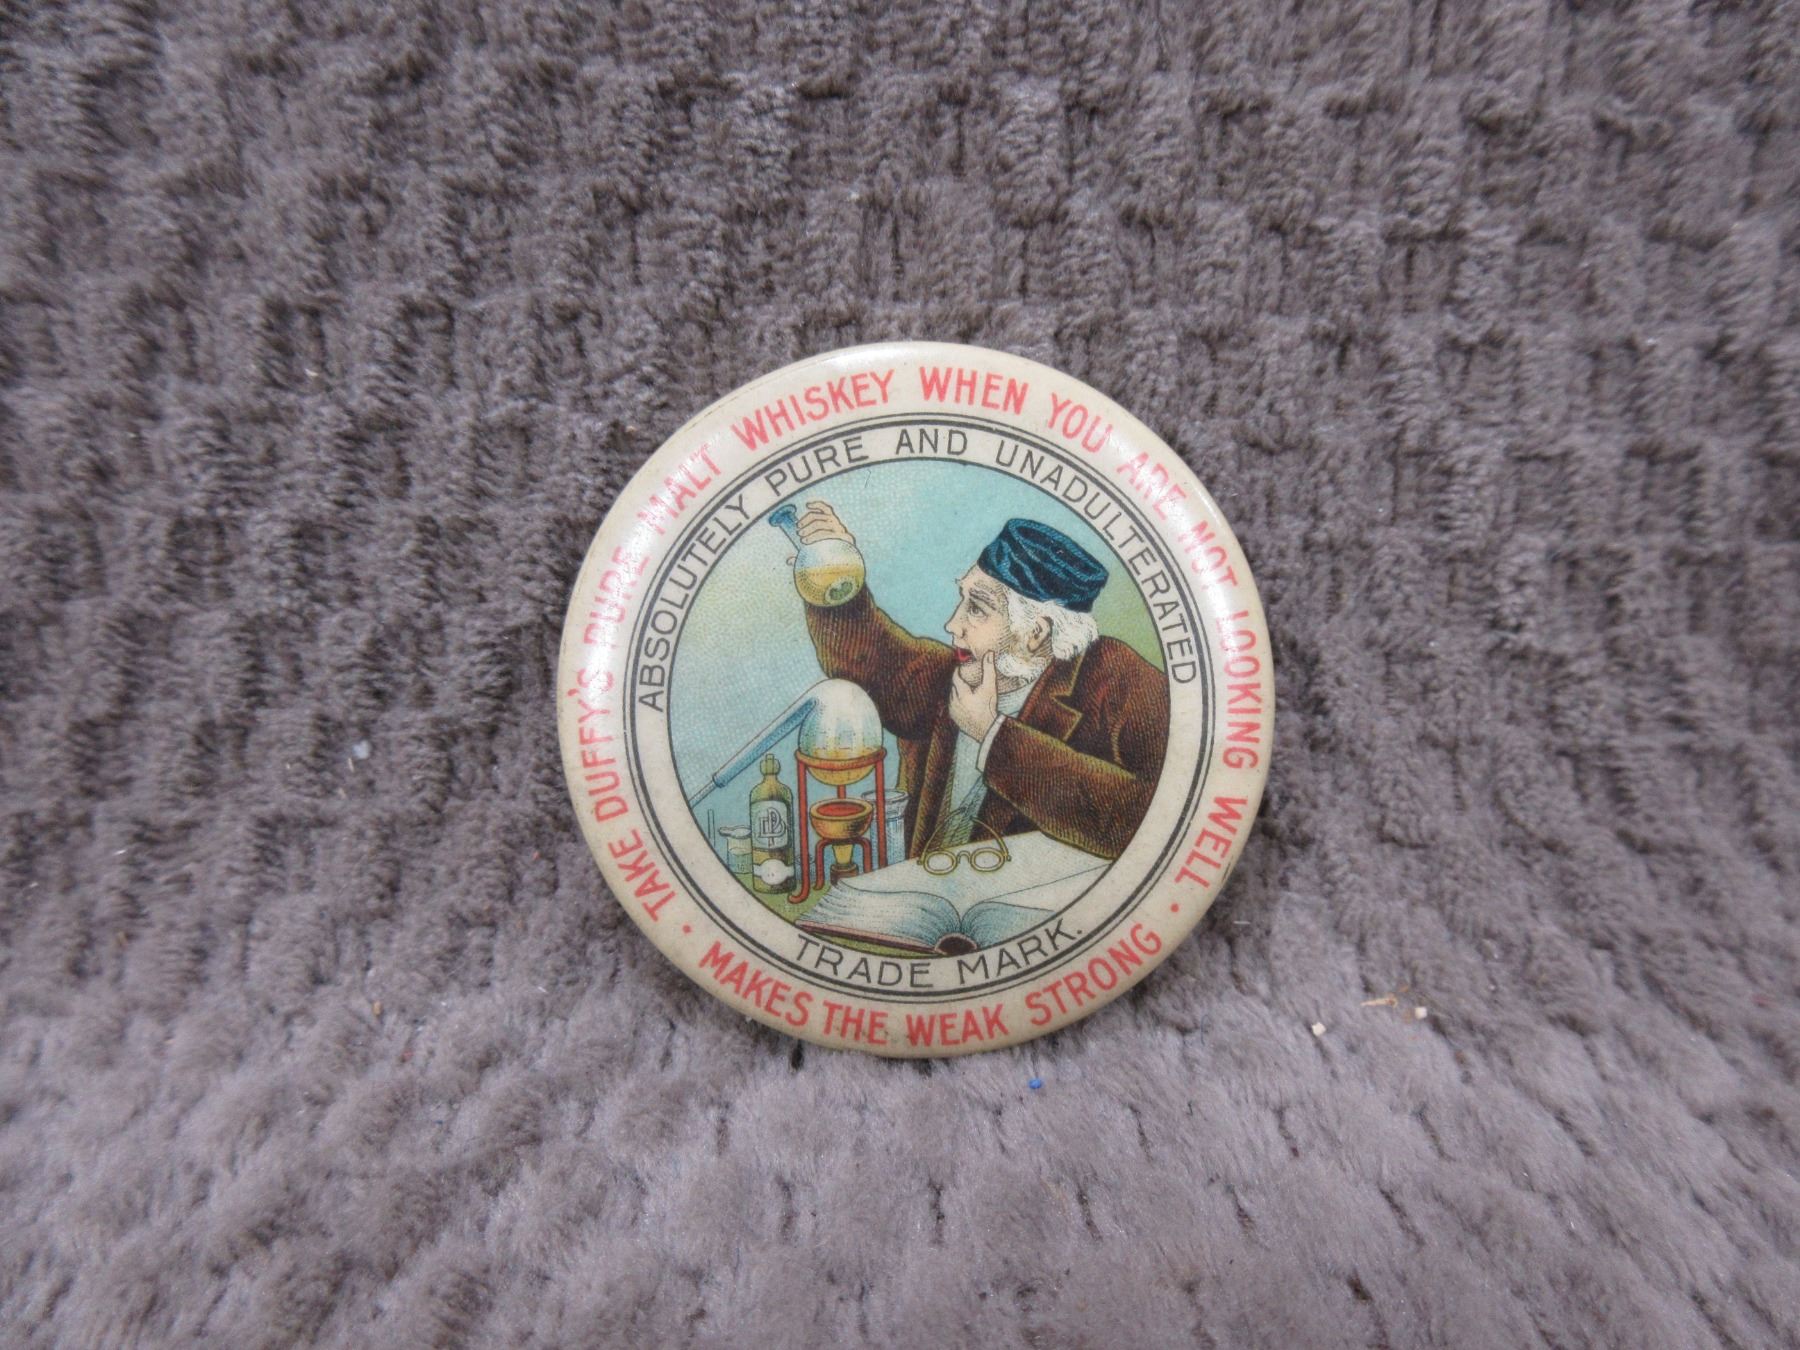 TAKE DUFFY'S PURE MALT WHISKEY WHEN YOU ARE NOT LOOKING WELL •
MAKES THE WEAK STRONG •
ABSOLUTELY PURE AND UNADULTERATED
TRADE MARK.